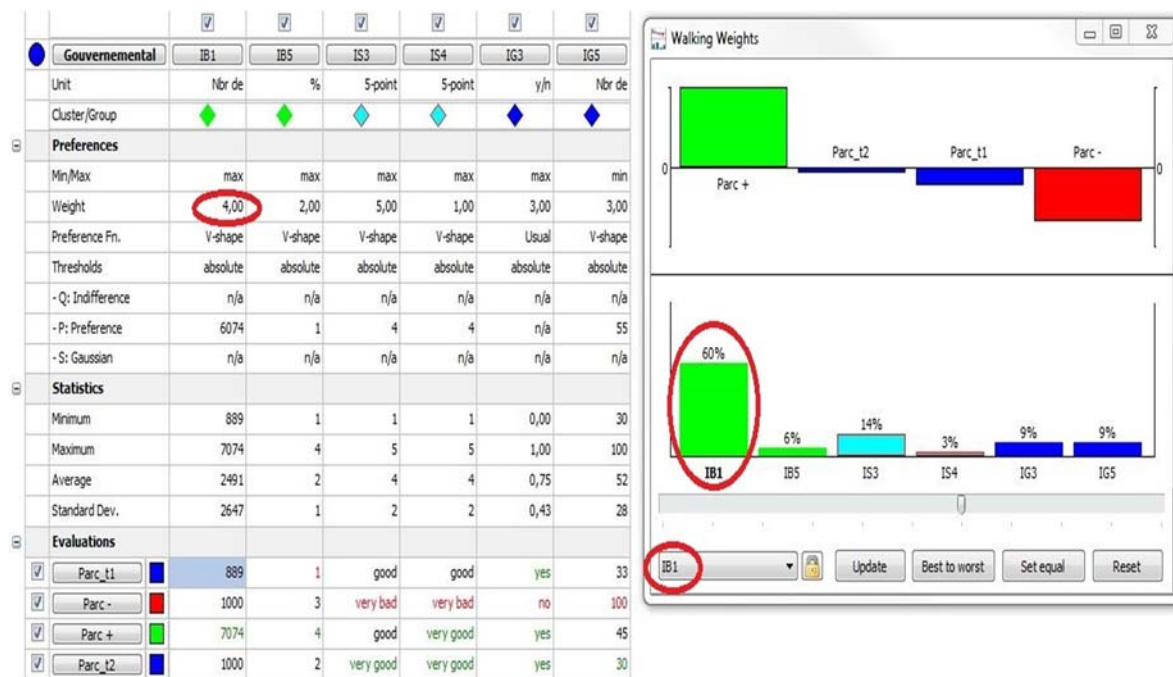 Gouvernemental IB1 IB5 IS3 IS4 IG3 IG5
Unit Nbr de % 5-point 5-point y/n Nbr de
Cluster/Group
Preferences
Min/Max max max max max max min
Weight 4,00 2,00 5,00 1,00 3,00 3,00
Preference Fn. V-shape V-shape V-shape V-shape Usual V-shape
Thresholds absolute absolute absolute absolute absolute absolute
- Q: Indifference n/a n/a n/a n/a n/a n/a
- P: Preference 6074 1 4 4 n/a 55
- S: Gaussian n/a n/a n/a n/a n/a n/a
Statistics
Minimum 889 1 1 1 0,00 30
Maximum 7074 4 5 5 1,00 100
Average 2491 2 4 4 0,75 52
Standard Dev. 2647 1 2 2 0,43 28
Evaluations
Parc_t1 889 1 good good yes 33
Parc - 1000 3 very bad very bad no 100
Parc + 7074 4 good very good yes 45
Parc_t2 1000 2 very good very good yes 30
Walking Weights
Parc_t2 Parc_t1 Parc -
0 0
Parc +
60% 6% 14% 3% 9% 9%
IB1 IB5 IS3 IS4 IG3 IG5
IB1 Update Best to worst Set equal Reset